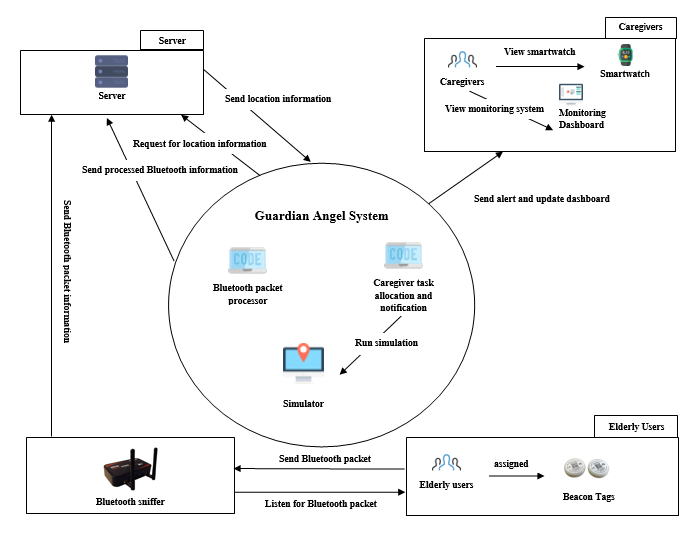 Server
Caregivers
Server
Caregivers
View smartwatch
Smartwatch
View monitoring system
Monitoring
Dashboard
Send location information
Request for location information
Send processed Bluetooth information
Send alert and update dashboard
Send Bluetooth packet information
Guardian Angel System
CODE
Bluetooth packet
processor
CODE
Caregiver task
allocation and
notification
Run simulation
Simulator
Elderly Users
Bluetooth sniffer
Send Bluetooth packet
Listen for Bluetooth packet
Elderly users
assigned
Beacon Tags